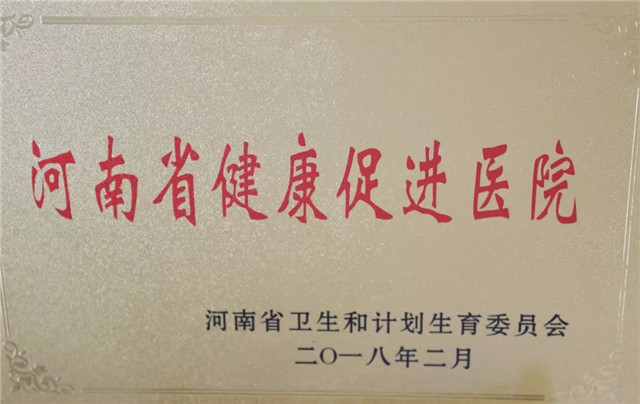 河南省健康促进医院
河南省卫生和计划生育委员会
二〇一八年二月